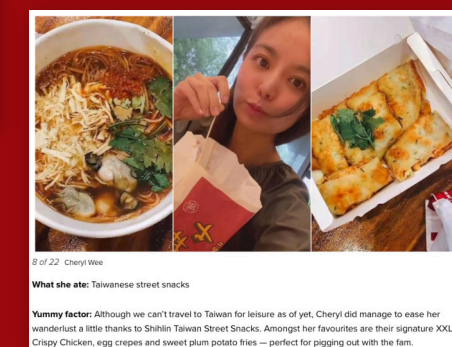 8 of 22 Cheryl Wee
What she ate: Taiwanese street snacks
Yummy factor: Although we can't travel to Taiwan for leisure as of yet, Cheryl did manage to ease her
wanderlust a little thanks to Shihlin Taiwan Street Snacks. Amongst her favourites are their signature XXL
Crispy Chicken, egg crepes and sweet plum potato fries — perfect for pigging out with the fam.